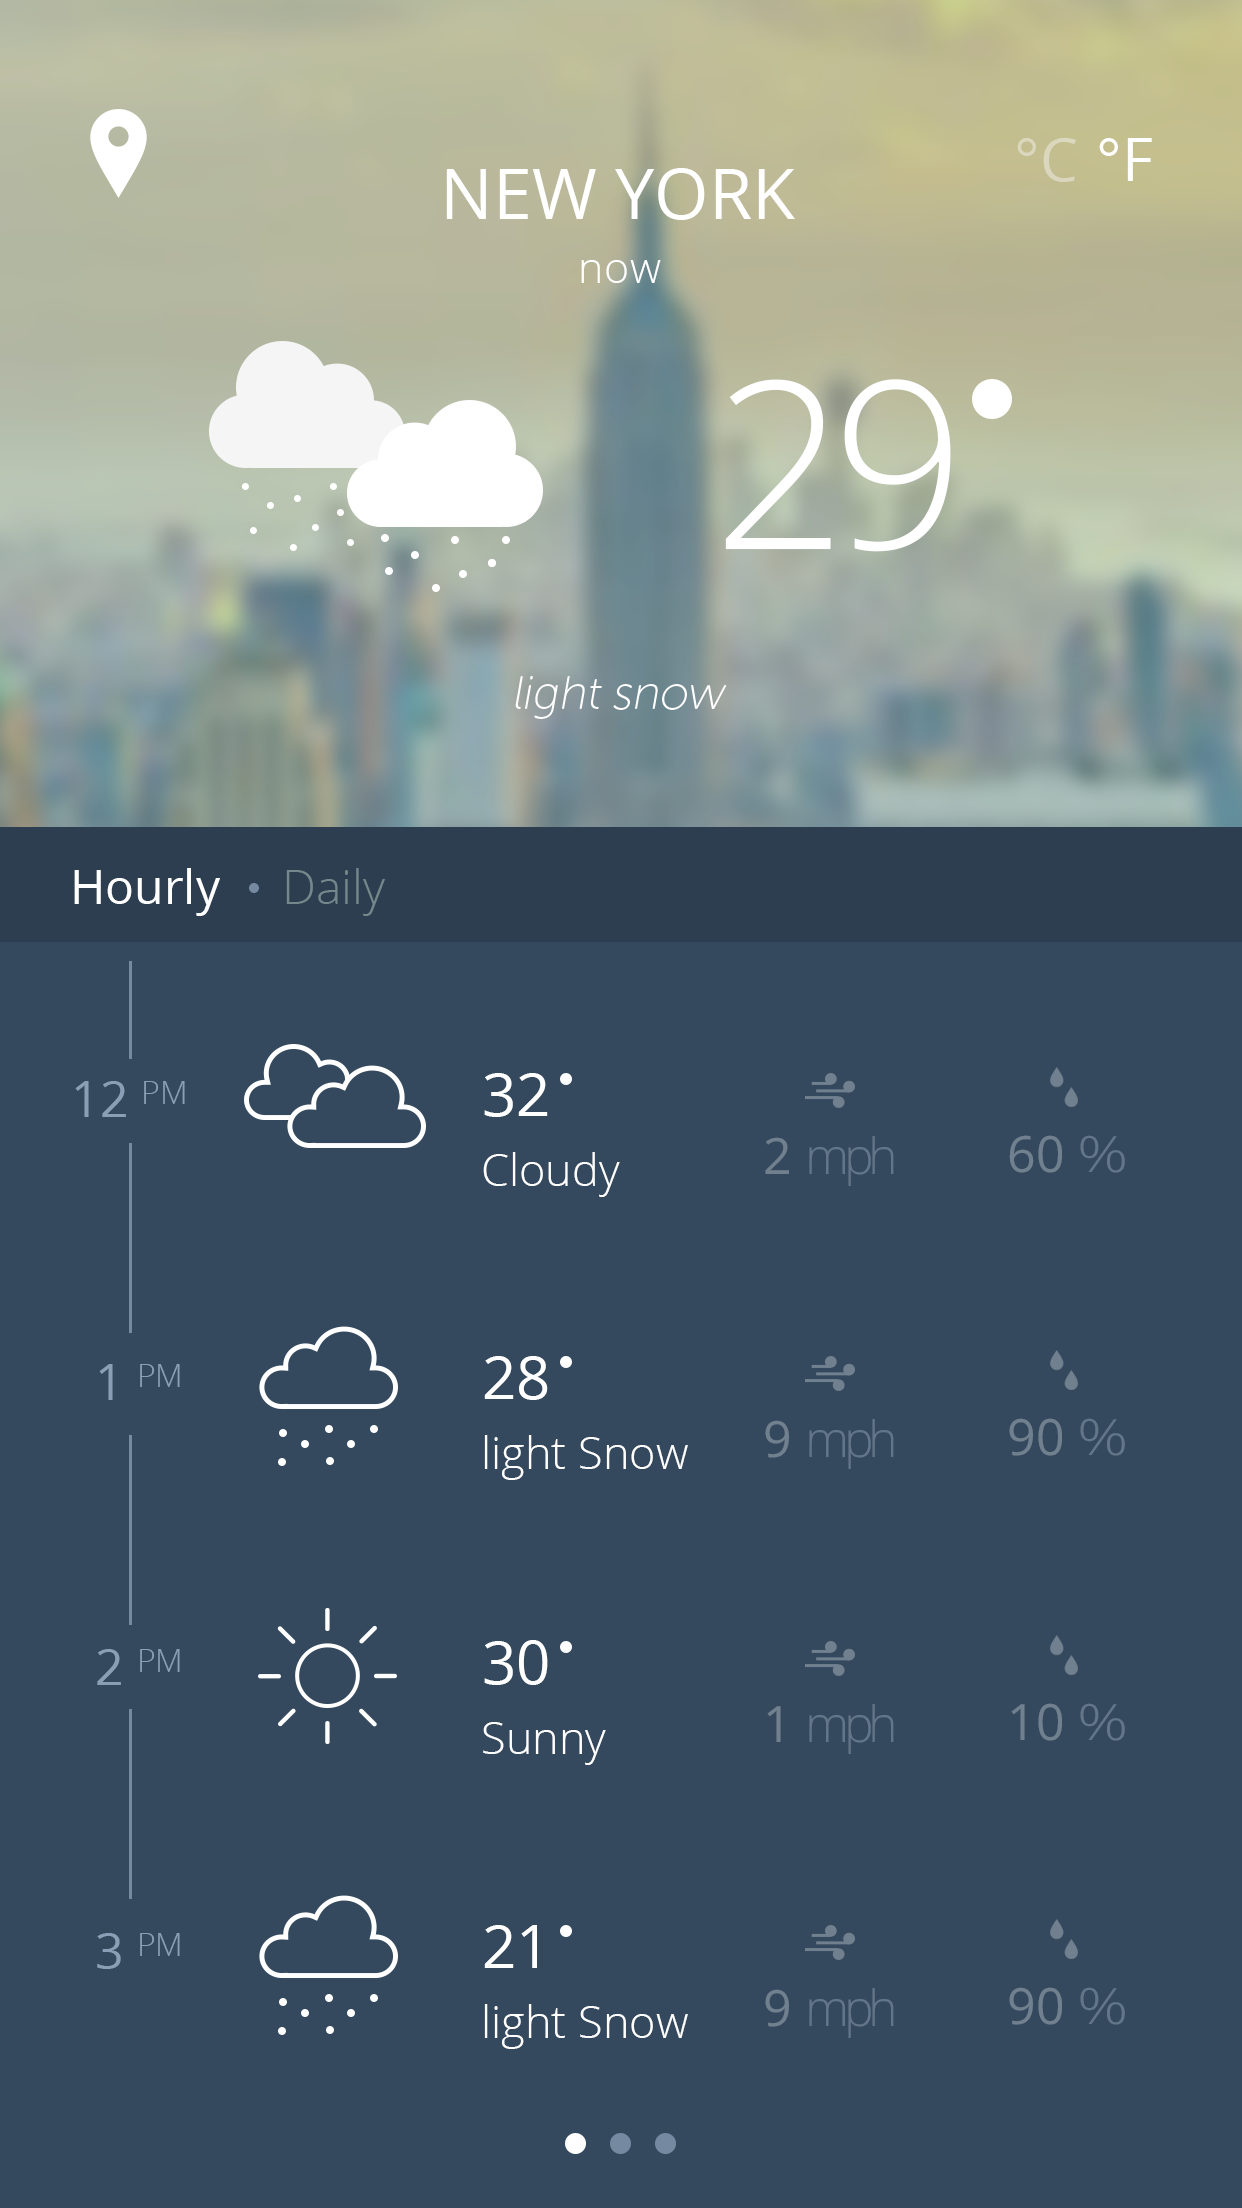 °C °F
NEW YORK
now
29°
light snow
Hourly • Daily
12 PM
32°
Cloudy
2 mph
60 %
1 PM
28°
light Snow
9 mph
90 %
2 PM
30°
Sunny
1 mph
10 %
3 PM
21°
light Snow
9 mph
90 %